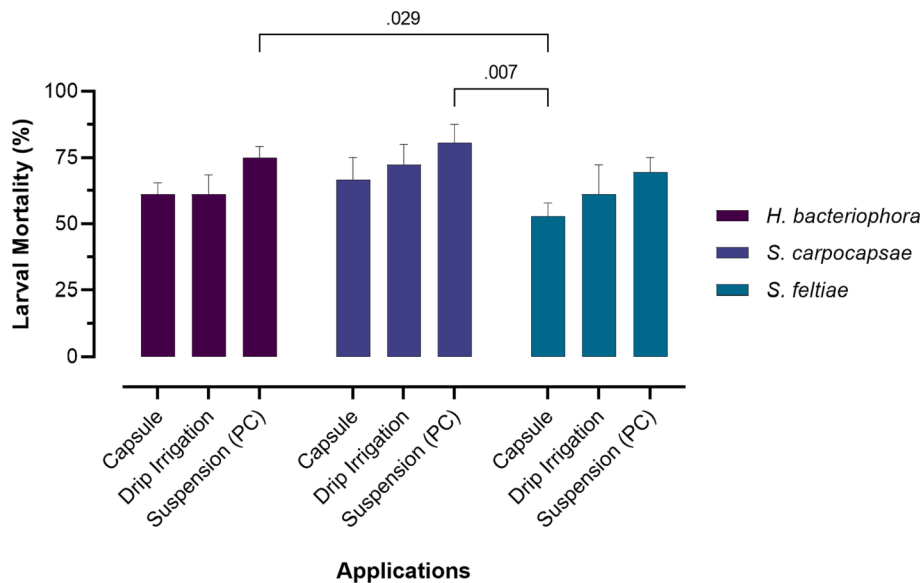 .029
.007
100
75
50
25
0
Larval Mortality (%)
H. bacteriophora
S. carpocapsae
S. feltiae
Capsule
Drip Irrigation
Suspension (PC)
Capsule
Drip Irrigation
Suspension (PC)
Capsule
Drip Irrigation
Suspension (PC)
Applications